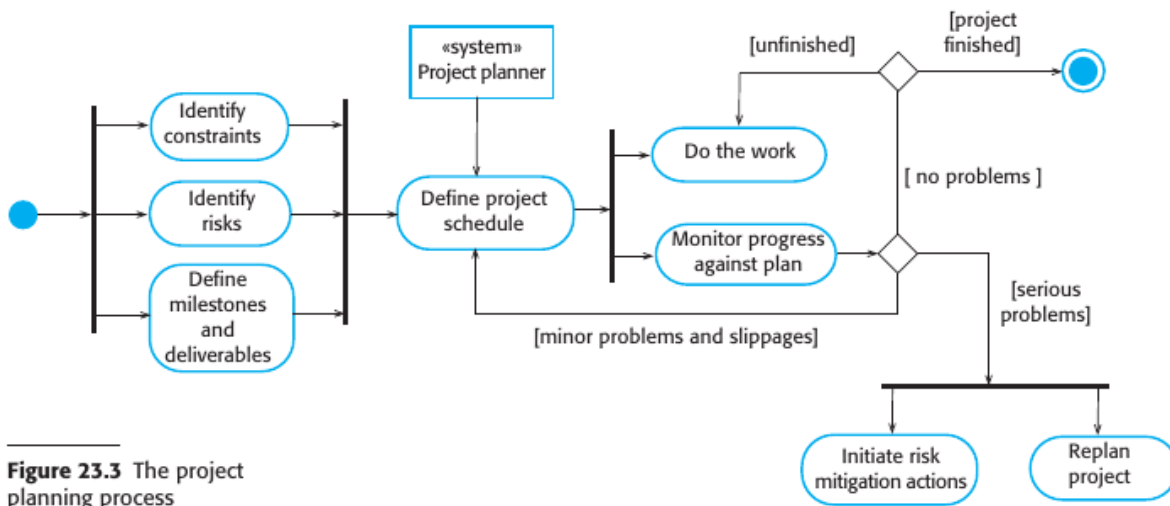 «system»
Project planner
[unfinished]
[project
finished]
Identify
constraints
Identify
risks
Define
milestones
and
deliverables
Define project
schedule
Do the work
[ no problems ]
Monitor progress
against plan
[serious
problems]
[minor problems and slippages]
Initiate risk
mitigation actions
Replan
project
Figure 23.3 The project
planning process